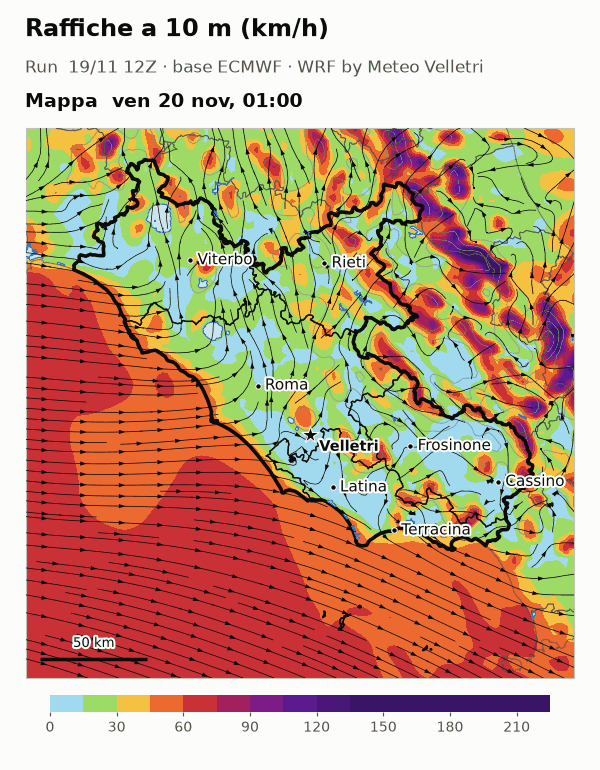 Raffiche a 10 m (km/h)
Run  19/11 12Z · base ECMWF · WRF by Meteo Velletri
Mappa  ven 20 nov, 01:00
Viterbo
Rieti
Roma
Velletri
Frosinone
Latina
Cassino
Terracina
50 km
0 30 60 90 120 150 180 210